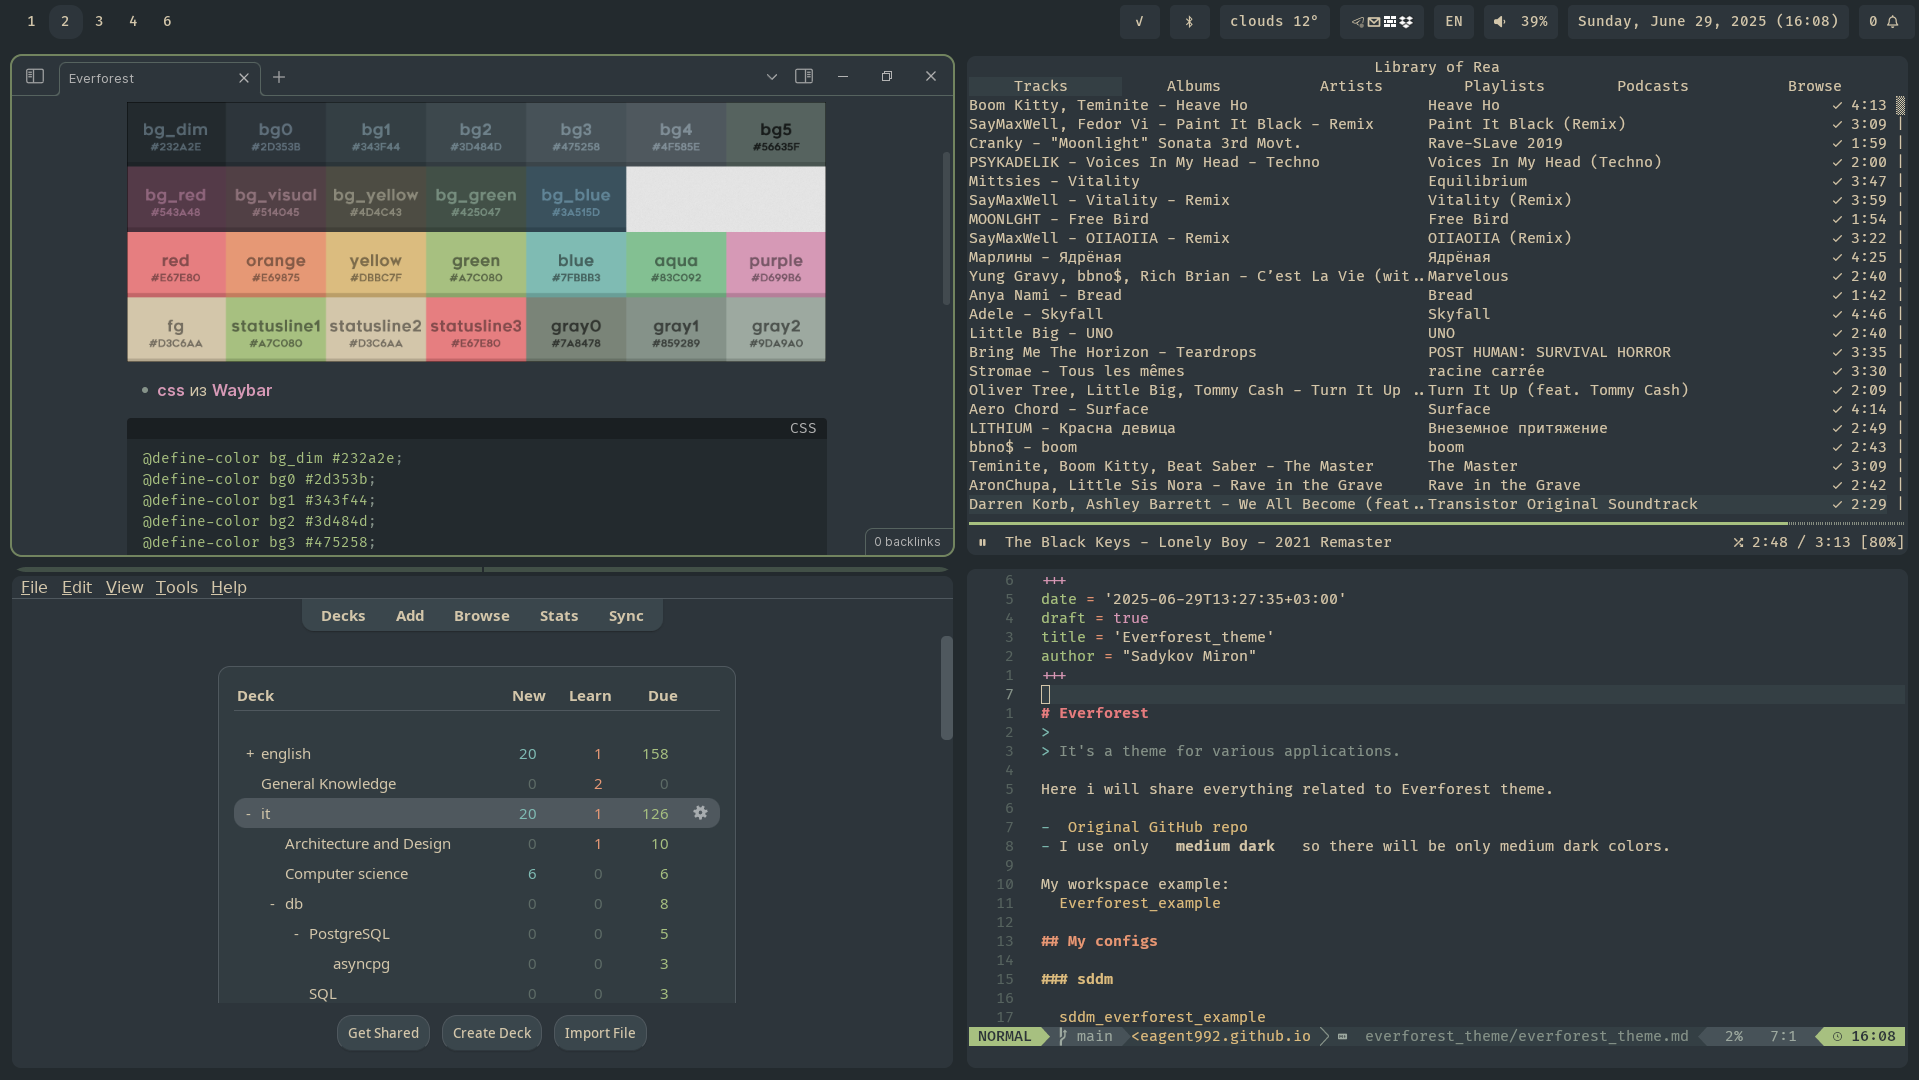 1 2 3 4 6
√ clouds 12° EN 39% Sunday, June 29, 2025 (16:08) 0
Everforest
bg_dim bg0 bg1 bg2 bg3 bg4 bg5
#232A2E #2D353B #343F44 #3D484D #475258 #4F585E #56635F
bg_red bg_visual bg_yellow bg_green bg_blue
#543A48 #514045 #4D4C43 #425047 #3A515D
red orange yellow green blue aqua purple
#E67E80 #E69875 #DBBC7F #A7C080 #7FBBB3 #83C092 #D699B6
fg statusline1 statusline2 statusline3 gray0 gray1 gray2
#D3C6AA #A7C080 #D3C6AA #E67E80 #7A8478 #859289 #9DA9A0
• css из Waybar
CSS
@define-color bg_dim #232a2e;
@define-color bg0 #2d353b;
@define-color bg1 #343f44;
@define-color bg2 #3d484d;
@define-color bg3 #475258;
0 backlinks
Library of Rea
Tracks Albums Artists Playlists Podcasts Browse
Boom Kitty, Teminite - Heave Ho Heave Ho ✓ 4:13
SayMaxWell, Fedor Vi - Paint It Black - Remix Paint It Black (Remix) ✓ 3:09
Cranky - "Moonlight" Sonata 3rd Movt. Rave-SLave 2019 ✓ 1:59
PSYKADELIK - Voices In My Head - Techno Voices In My Head (Techno) ✓ 2:00
Mittsies - Vitality Equilibrium ✓ 3:47
SayMaxWell - Vitality - Remix Vitality (Remix) ✓ 3:59
MOONLGHT - Free Bird Free Bird ✓ 1:54
SayMaxWell - OIIAOIIA - Remix OIIAOIIA (Remix) ✓ 3:22
Марлины - Ядрёная Ядрёная ✓ 4:25
Yung Gravy, bbno$, Rich Brian - C’est La Vie (wit.. Marvelous ✓ 2:40
Anya Nami - Bread Bread ✓ 1:42
Adele - Skyfall Skyfall ✓ 4:46
Little Big - UNO UNO ✓ 2:40
Bring Me The Horizon - Teardrops POST HUMAN: SURVIVAL HORROR ✓ 3:35
Stromae - Tous les mêmes racine carrée ✓ 3:30
Oliver Tree, Little Big, Tommy Cash - Turn It Up .. Turn It Up (feat. Tommy Cash) ✓ 2:09
Aero Chord - Surface Surface ✓ 4:14
LITHIUM - Красна девица Внеземное притяжение ✓ 2:49
bbno$ - boom boom ✓ 2:43
Teminite, Boom Kitty, Beat Saber - The Master The Master ✓ 3:09
AronChupa, Little Sis Nora - Rave in the Grave Rave in the Grave ✓ 2:42
Darren Korb, Ashley Barrett - We All Become (feat.. Transistor Original Soundtrack ✓ 2:29
The Black Keys - Lonely Boy - 2021 Remaster 2:48 / 3:13 [80%]
File Edit View Tools Help
Decks Add Browse Stats Sync
Deck New Learn Due
+ english 20 1 158
General Knowledge 0 2 0
- it 20 1 126
Architecture and Design 0 1 10
Computer science 6 0 6
- db 0 0 8
- PostgreSQL 0 0 5
asyncpg 0 0 3
SQL 0 0 3
Get Shared Create Deck Import File
6 +++
5 date = '2025-06-29T13:27:35+03:00'
4 draft = true
3 title = 'Everforest_theme'
2 author = "Sadykov Miron"
1 +++
7
1 # Everforest
2 >
3 > It's a theme for various applications.
4
5 Here i will share everything related to Everforest theme.
6
7 - Original GitHub repo
8 - I use only medium dark so there will be only medium dark colors.
9
10 My workspace example:
11 Everforest_example
12
13 ## My configs
14
15 ### sddm
16
17 sddm_everforest_example
NORMAL main <eagent992.github.io everforest_theme/everforest_theme.md 2% 7:1 16:08